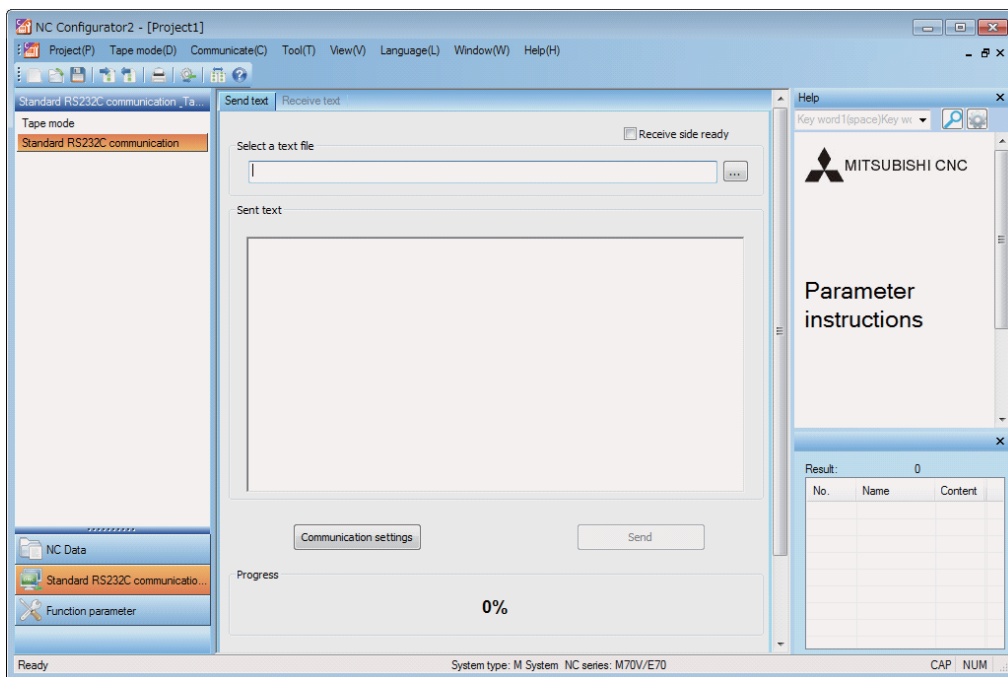 NC Configurator2 - [Project1]
Project(P) Tape mode(D) Communicate(C) Tool(T) View(V) Language(L) Window(W) Help(H)
Standard RS232C communication _Ta...
Tape mode
Standard RS232C communication
NC Data
Standard RS232C communicatio...
Function parameter
Send text Receive text
Receive side ready
Select a text file
...
Sent text
Communication settings Send
Progress
0%
Help
Key word1(space)Key wo
MITSUBISHI CNC
Parameter
instructions
Result: 0
No. Name Content
Ready System type: M System NC series: M70V/E70 CAP NUM